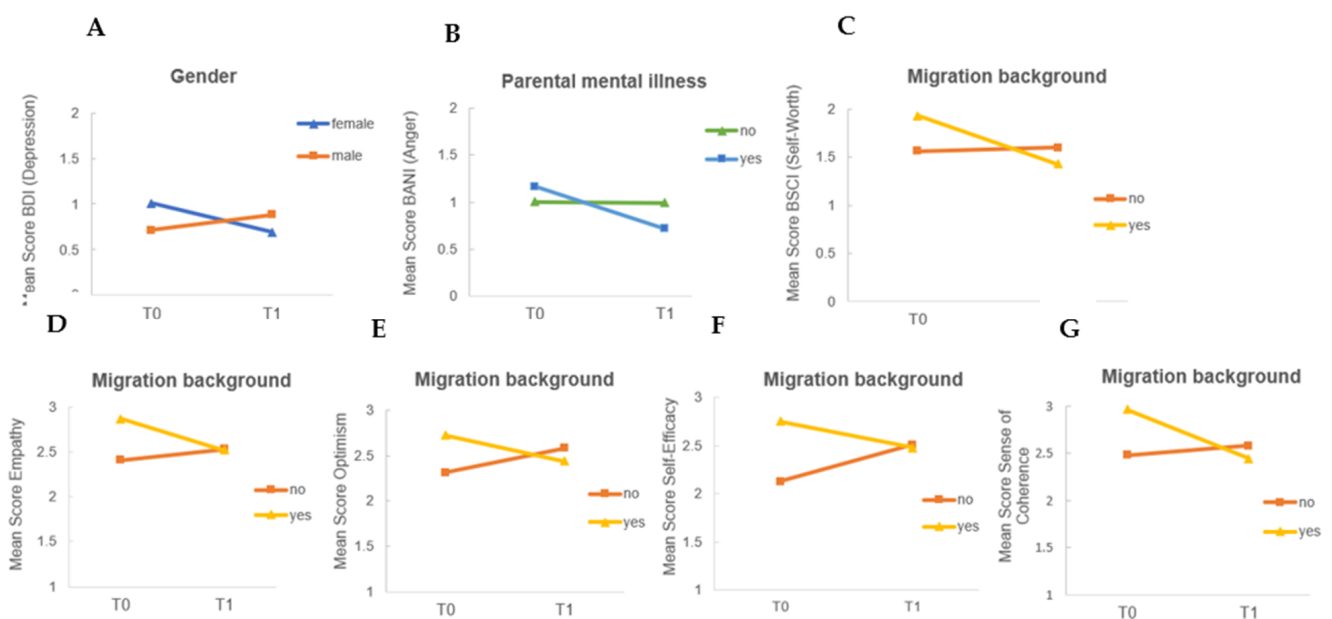 A
Gender
**ean Score BDI (Depression)
2
1.5
1
0.5
T0
T1
female
male
B
Parental mental illness
Mean Score BANI (Anger)
2
1.5
1
0.5
0
T0
T1
no
yes
C
Migration background
Mean Score BSCI (Self-Worth)
2
1.5
1
0.5
0
T0
no
yes
D
Migration background
Mean Score Empathy
3
2.5
2
1.5
1
T0
T1
no
yes
E
Migration background
Mean Score Optimism
3
2.5
2
1.5
1
T0
T1
no
yes
F
Migration background
Mean Score Self-Efficacy
3
2.5
2
1.5
1
T0
T1
no
yes
G
Migration background
Mean Score Sense of
Coherence
3
2.5
2
1.5
1
T0
T1
no
yes